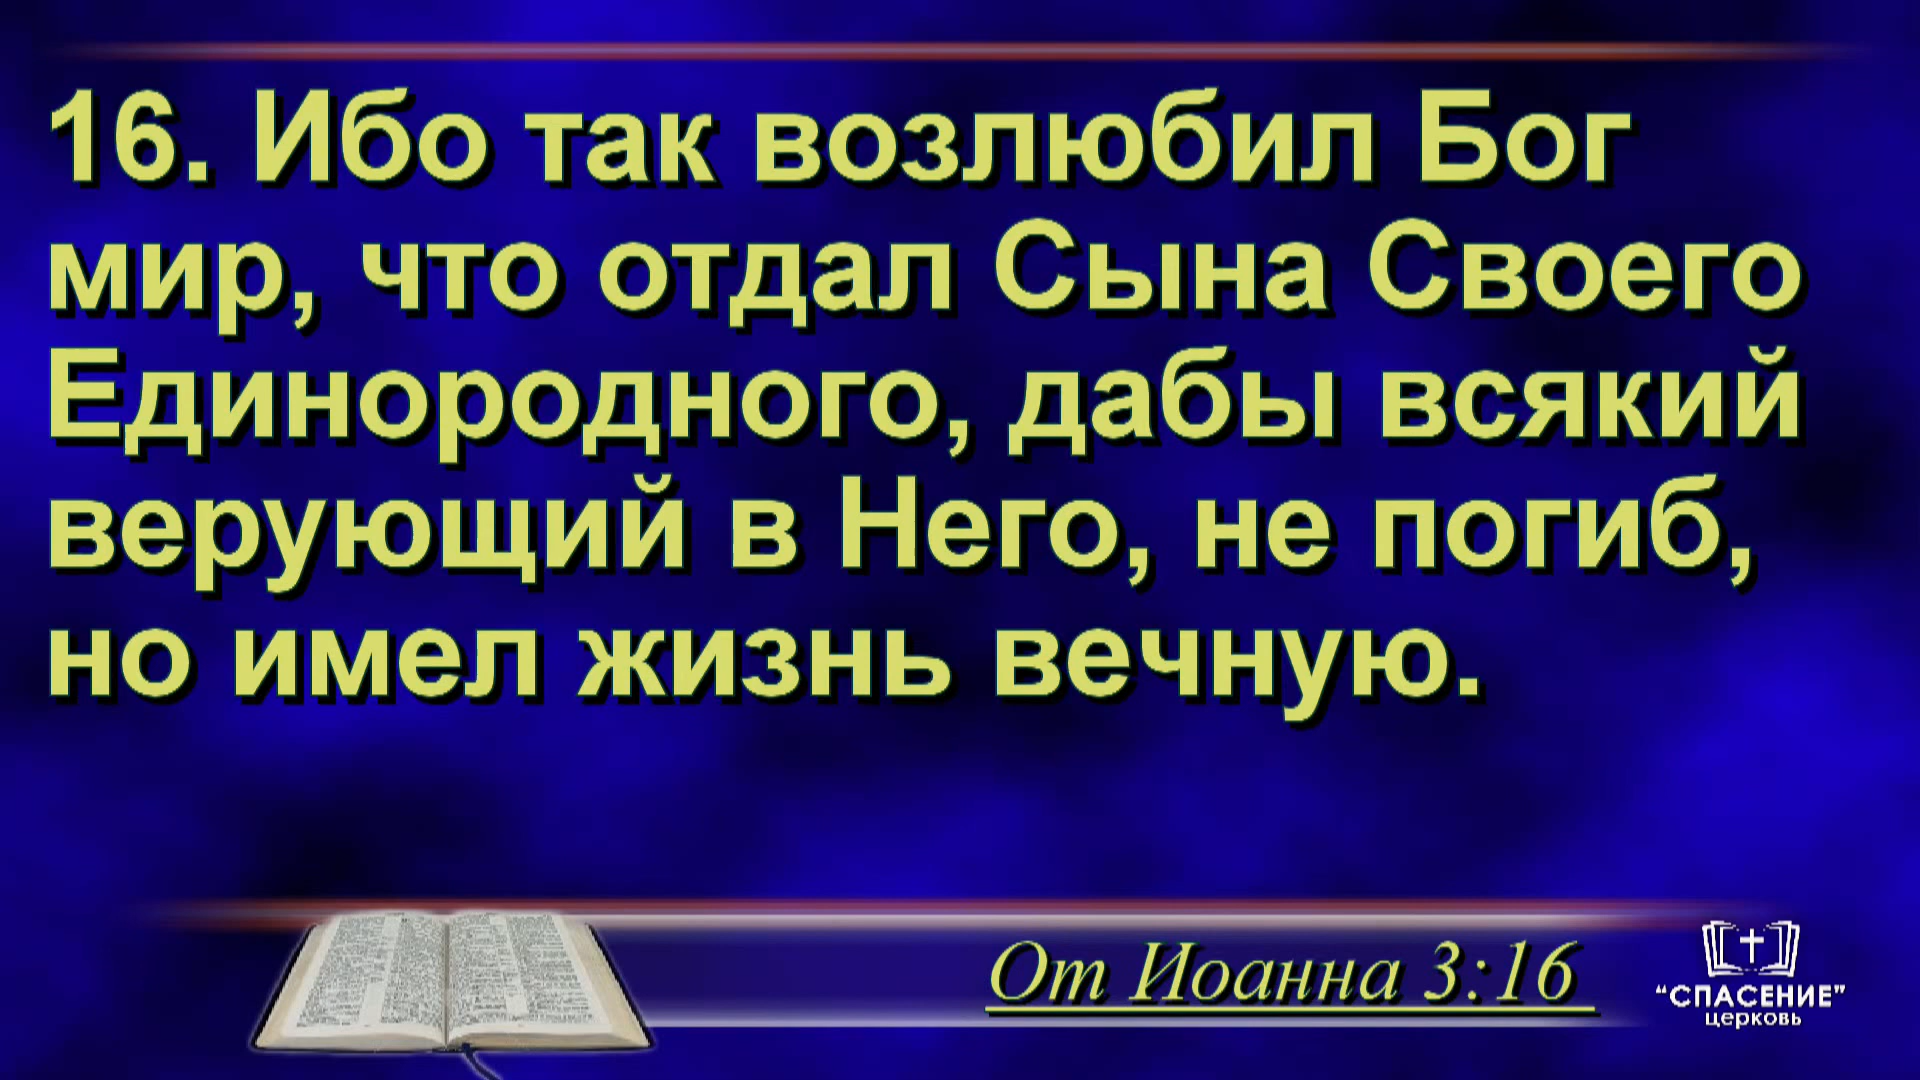 16. Ибо так возлюбил Бог
мир, что отдал Сына Своего
Единородного, дабы всякий
верующий в Него, не погиб,
но имел жизнь вечную.
От Иоанна 3:16
“СПАСЕНИЕ”
церковь